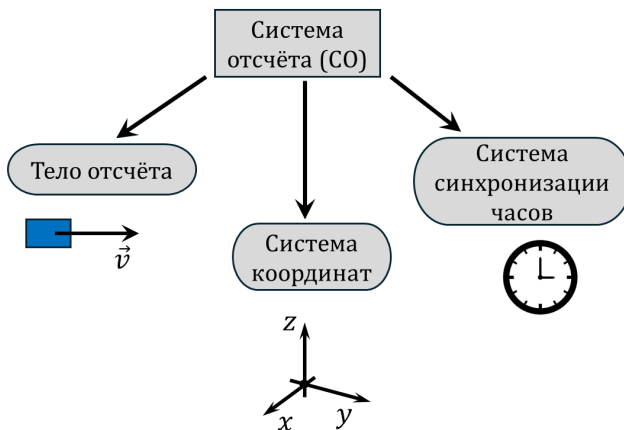 Система
отсчёта (СО)
Тело отсчёта
Система
синхронизации
часов
Система
координат
v⃗
z
x
y